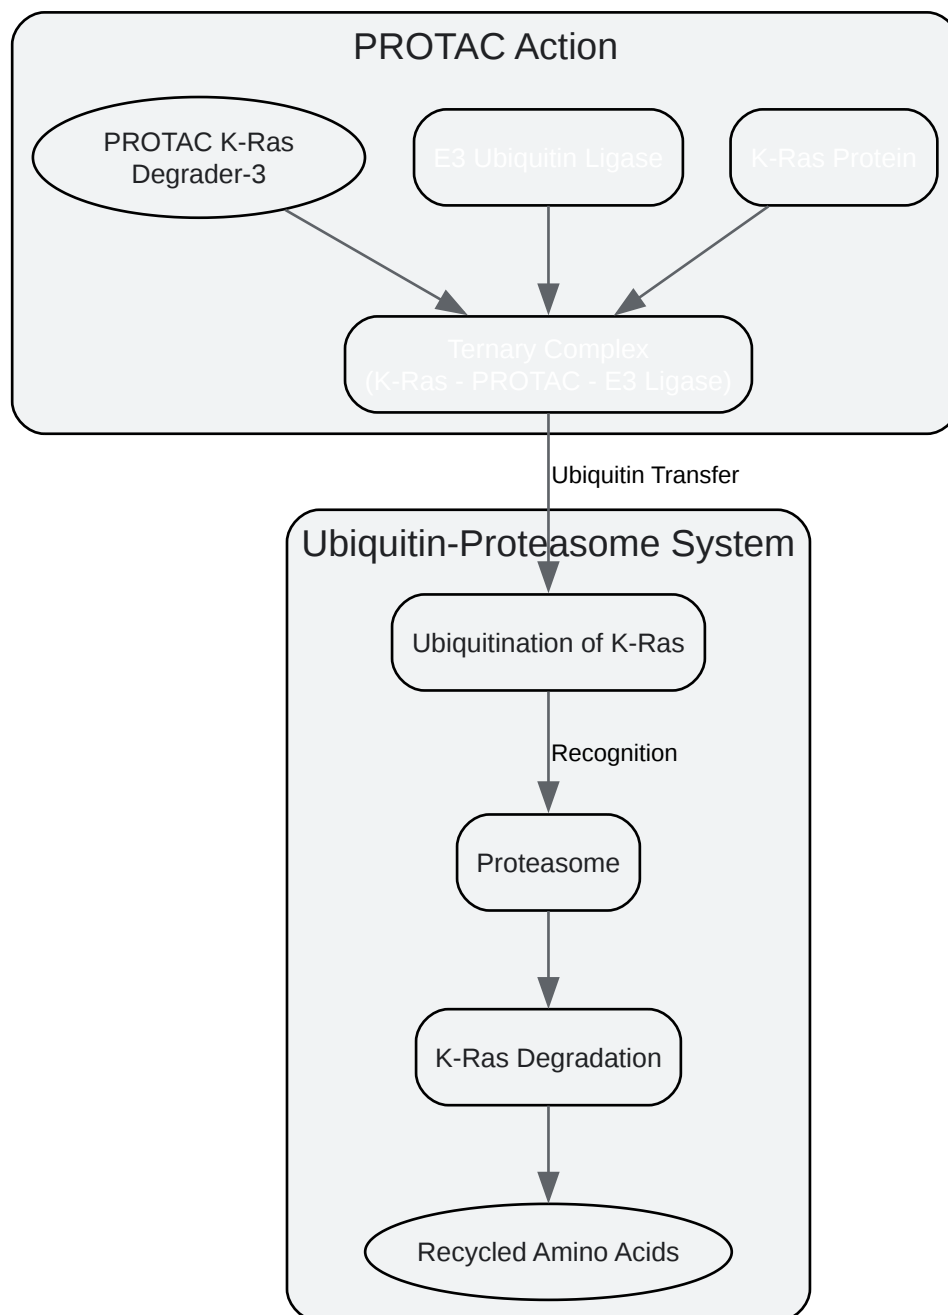 PROTAC Action
PROTAC K-Ras
Degrader-3
E3 Ubiquitin Ligase
K-Ras Protein
Ternary Complex
(K-Ras - PROTAC - E3 Ligase)
Ubiquitin Transfer
Ubiquitin-Proteasome System
Ubiquitination of K-Ras
Recognition
Proteasome
K-Ras Degradation
Recycled Amino Acids